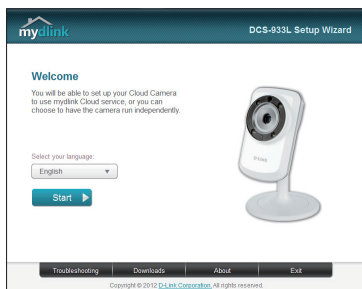 mydlink
DCS-933L Setup Wizard
Welcome
You will be able to set up your Cloud Camera
to use mydlink Cloud service, or you can
choose to have the camera run independently.
Select your language:
English
Start
D-Link
Troubleshooting Downloads About Exit
Copyright © 2012 D-Link Corporation. All rights reserved.